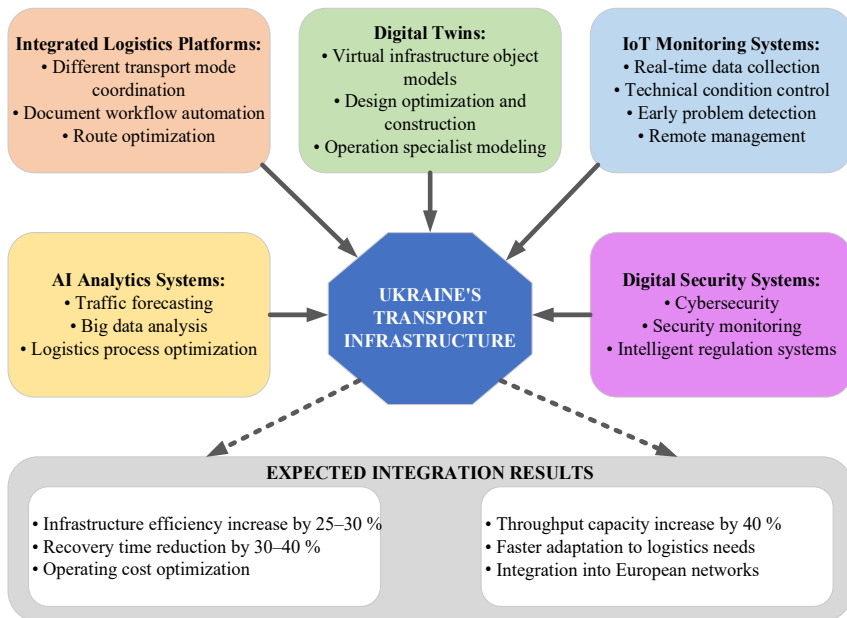 Integrated Logistics Platforms:
• Different transport mode
coordination
• Document workflow automation
• Route optimization
Digital Twins:
• Virtual infrastructure object
models
• Design optimization and
construction
• Operation specialist modeling
IoT Monitoring Systems:
• Real-time data collection
• Technical condition control
• Early problem detection
• Remote management
AI Analytics Systems:
• Traffic forecasting
• Big data analysis
• Logistics process optimization
UKRAINE'S
TRANSPORT
INFRASTRUCTURE
Digital Security Systems:
• Cybersecurity
• Security monitoring
• Intelligent regulation systems
EXPECTED INTEGRATION RESULTS
• Infrastructure efficiency increase by 25–30 %
• Recovery time reduction by 30–40 %
• Operating cost optimization
• Throughput capacity increase by 40 %
• Faster adaptation to logistics needs
• Integration into European networks